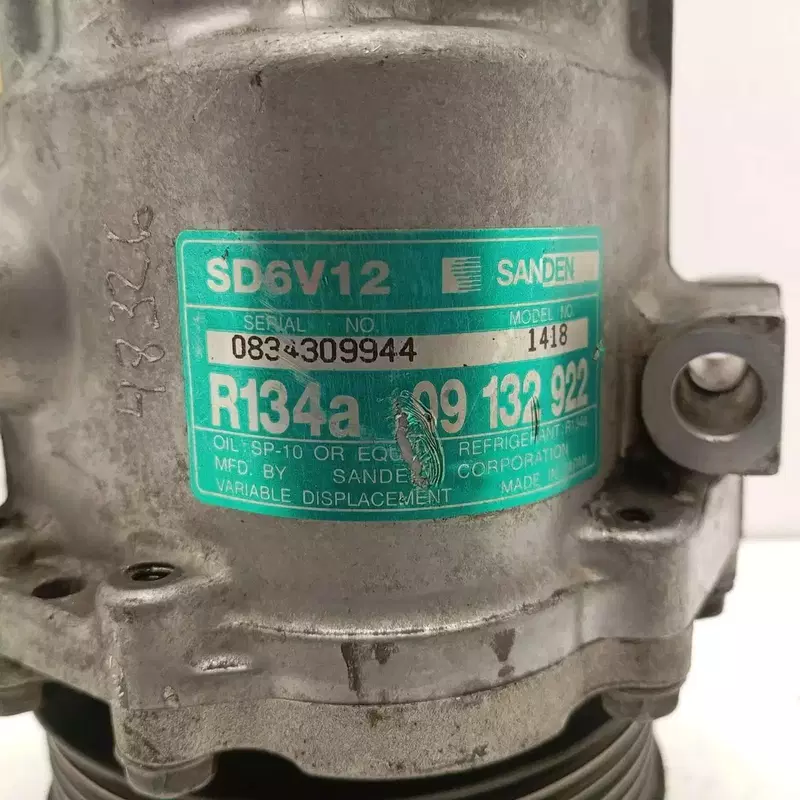 SD6V12 SANDEN
SERIAL NO. MODEL NO.
0834309944 1418
R134a 09 132 922
OIL SP-10 OR REFRIGERANT R134a
MFD. BY SANDEN CORPORATION
VARIABLE DISPLACEMENT MADE IN JAPAN
48326